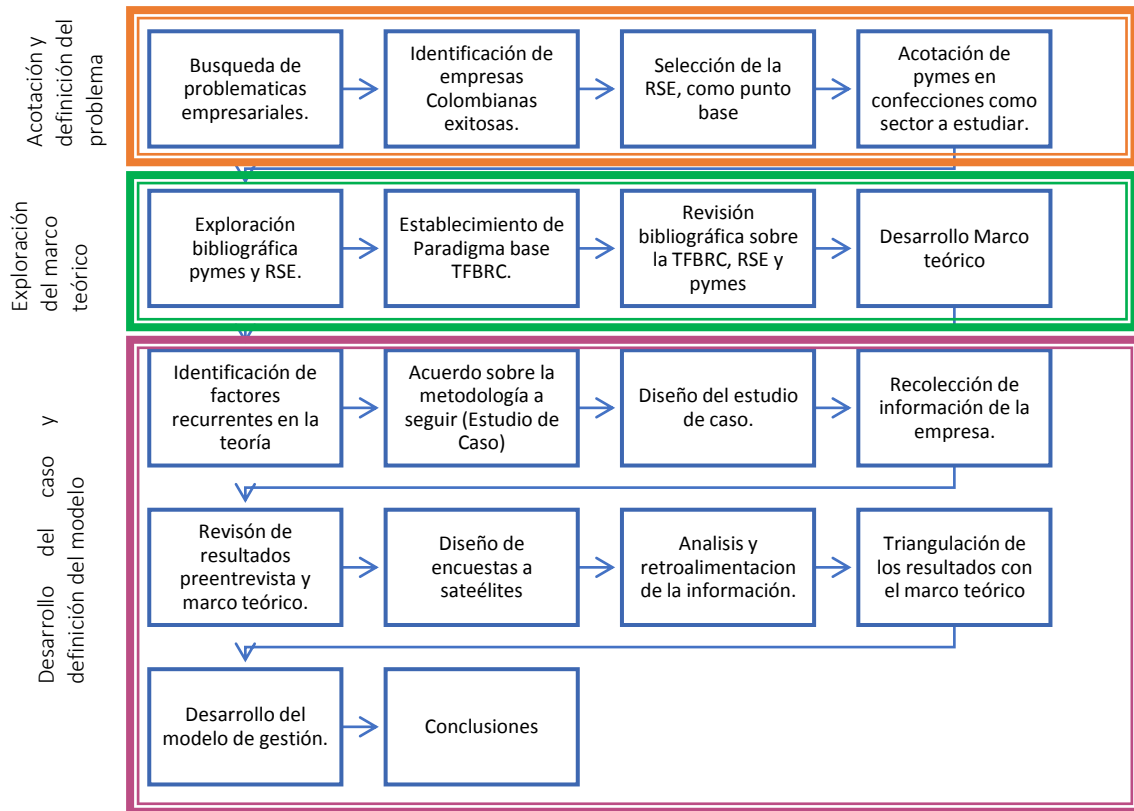 Acotación y
definición del
problema
Busqueda de
problematicas
empresariales.
Identificación de
empresas
Colombianas
exitosas.
Selección de la
RSE, como punto
base
Acotación de
pymes en
confecciones como
sector a estudiar.
Exploración
del marco
teórico
Exploración
bibliográfica
pymes y RSE.
Establecimiento de
Paradigma base
TFBRC.
Revisión
bibliográfica sobre
la TFBRC, RSE y
pymes
Desarrollo Marco
teórico
Desarrollo del caso y
definición del modelo
Identificación de
factores
recurrentes en la
teoría
Acuerdo sobre la
metodología a
seguir (Estudio de
Caso)
Diseño del estudio
de caso.
Recolección de
información de la
empresa.
Revisón de
resultados
preentrevista y
marco teórico.
Diseño de
encuestas a
sateélites
Analisis y
retroalimentacion
de la información.
Triangulación de
los resultados con
el marco teórico
Desarrollo del
modelo de gestión.
Conclusiones